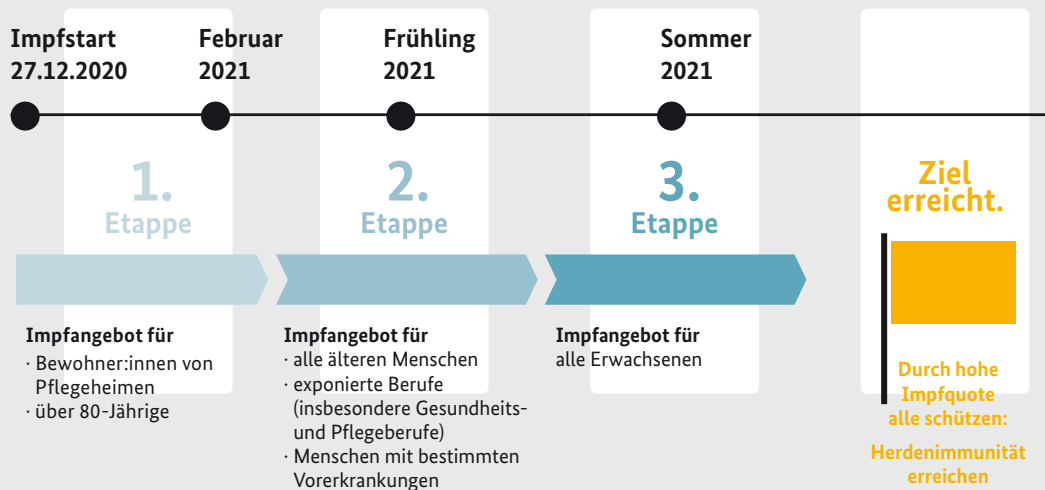 Impfstart
27.12.2020
Februar
2021
Frühling
2021
Sommer
2021
1.
Etappe
2.
Etappe
3.
Etappe
Ziel
erreicht.
Impfangebot für
· Bewohner:innen von
Pflegeheimen
· über 80-Jährige
Impfangebot für
· alle älteren Menschen
· exponierte Berufe
(insbesondere Gesundheits-
und Pflegeberufe)
· Menschen mit bestimmten
Vorerkrankungen
Impfangebot für
alle Erwachsenen
Durch hohe
Impfquote
alle schützen:
Herdenimmunität
erreichen